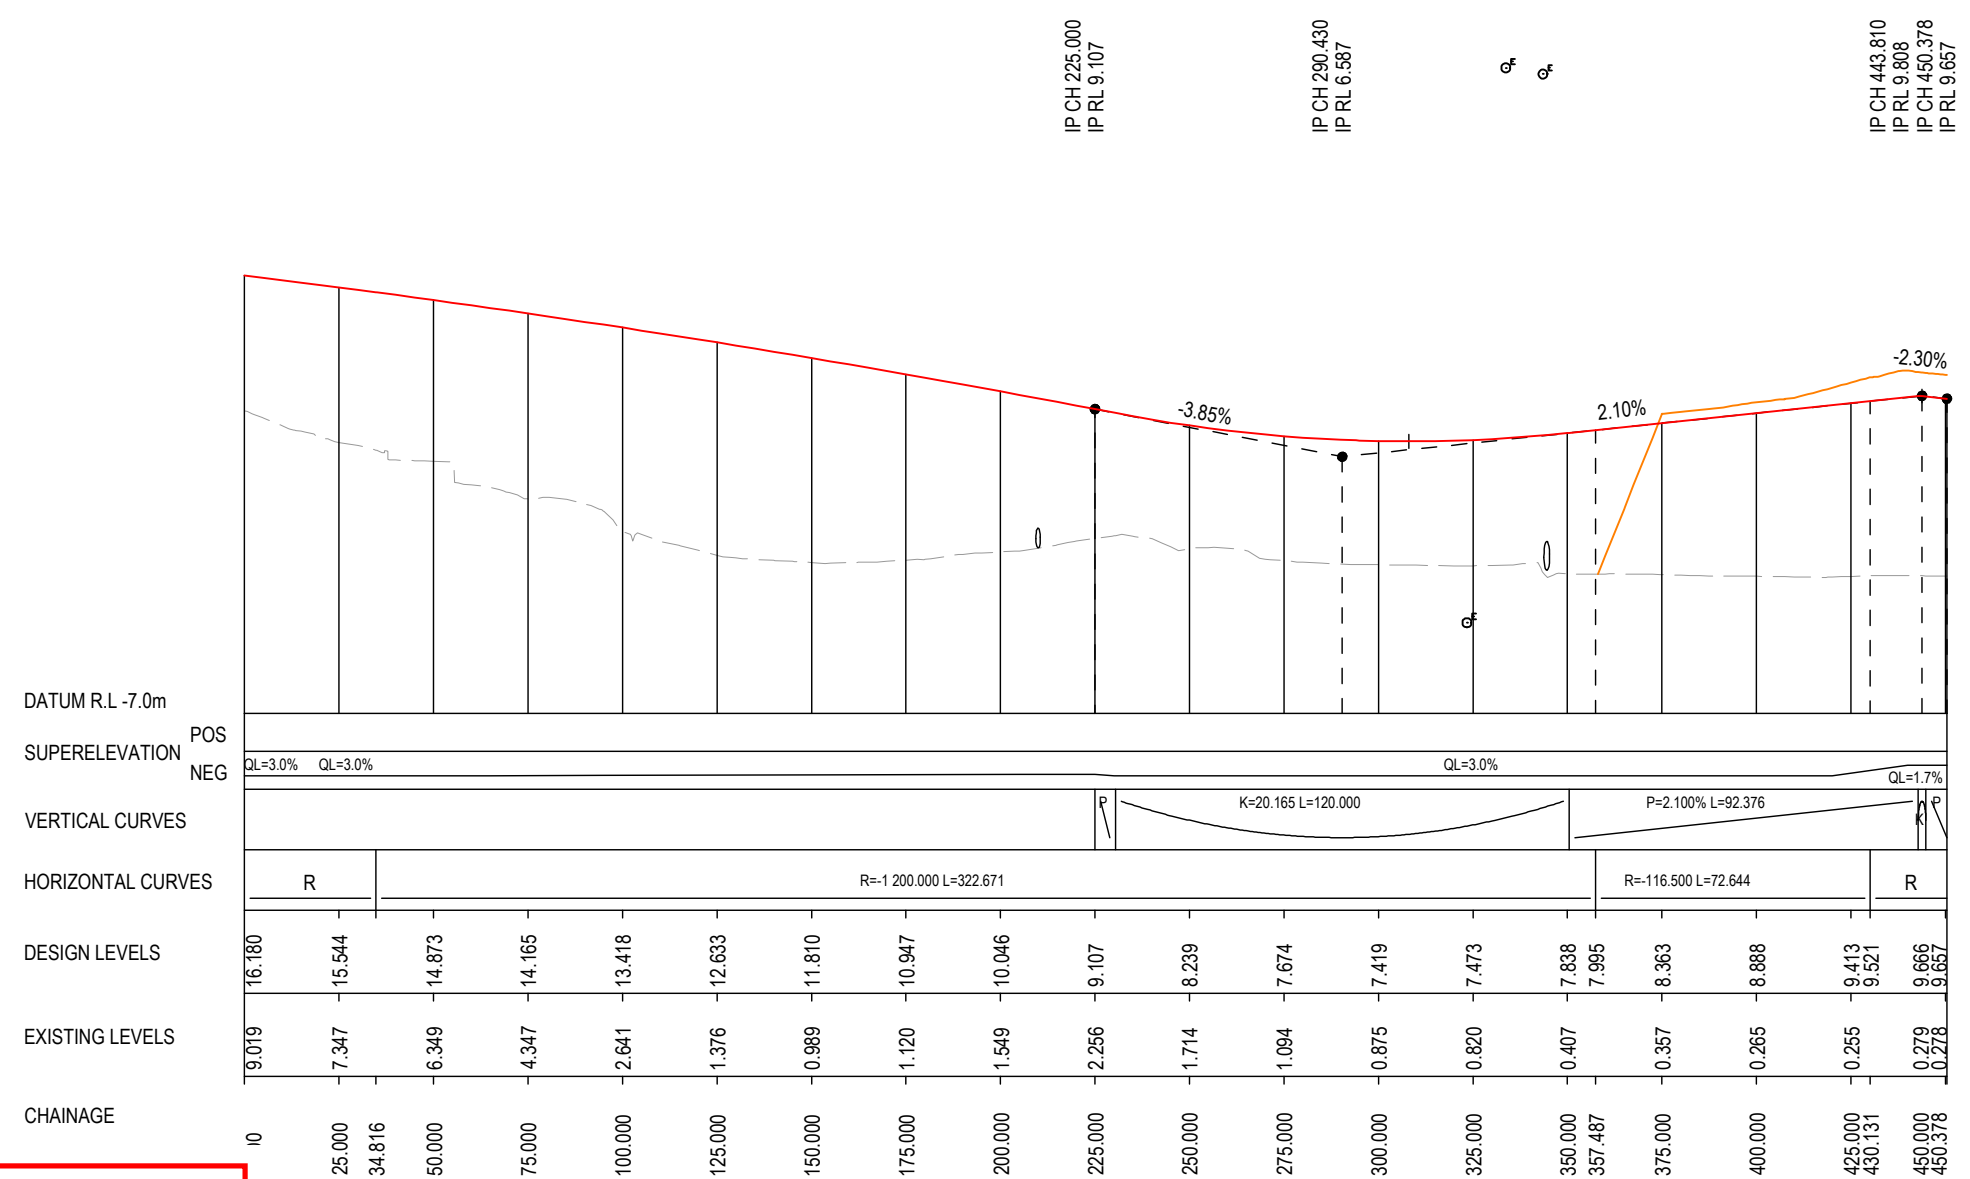 IP CH 225.000
IP RL 9.107
IP CH 290.430
IP RL 6.587
IP CH 443.810
IP RL 9.808
IP CH 450.378
IP RL 9.657
E
E
-3.85%
2.10%
-2.30%
E
DATUM R.L -7.0m
SUPERELEVATION
POS
NEG
QL=3.0% QL=3.0% QL=3.0% QL=1.7%
VERTICAL CURVES
P K=20.165 L=120.000 P=2.100% L=92.376 K P
HORIZONTAL CURVES
R R=-1 200.000 L=322.671 R=-116.500 L=72.644 R
DESIGN LEVELS
16.180 15.544 14.873 14.165 13.418 12.633 11.810 10.947 10.046 9.107 8.239 7.674 7.419 7.473 7.838 7.995 8.363 8.888 9.413 9.521 9.666 9.657
EXISTING LEVELS
9.019 7.347 6.349 4.347 2.641 1.376 0.989 1.120 1.549 2.256 1.714 1.094 0.875 0.820 0.407 0.357 0.265 0.255 0.279 0.278
CHAINAGE
25.000 34.816 50.000 75.000 100.000 125.000 150.000 175.000 200.000 225.000 250.000 275.000 300.000 325.000 350.000 357.487 375.000 400.000 425.000 430.131 450.000 450.378